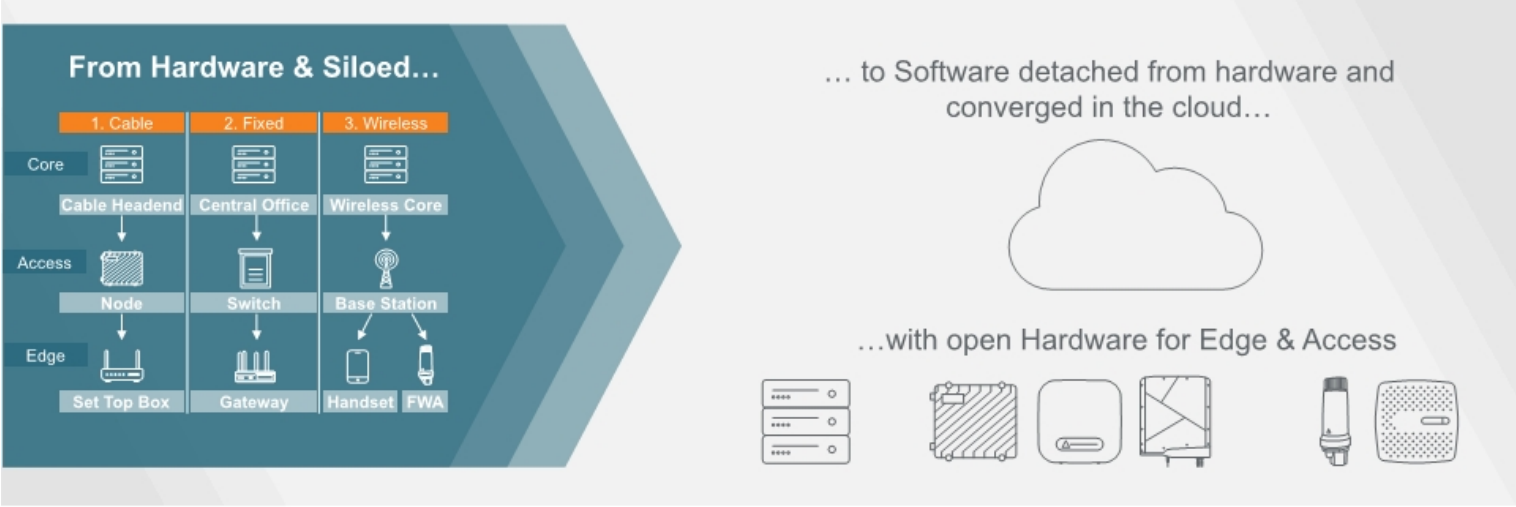 From Hardware & Siloed…
1. Cable
2. Fixed
3. Wireless
Core
Cable Headend
Central Office
Wireless Core
Access
Node
Switch
Base Station
Edge
Set Top Box
Gateway
Handset
FWA
… to Software detached from hardware and
converged in the cloud…
…with open Hardware for Edge & Access